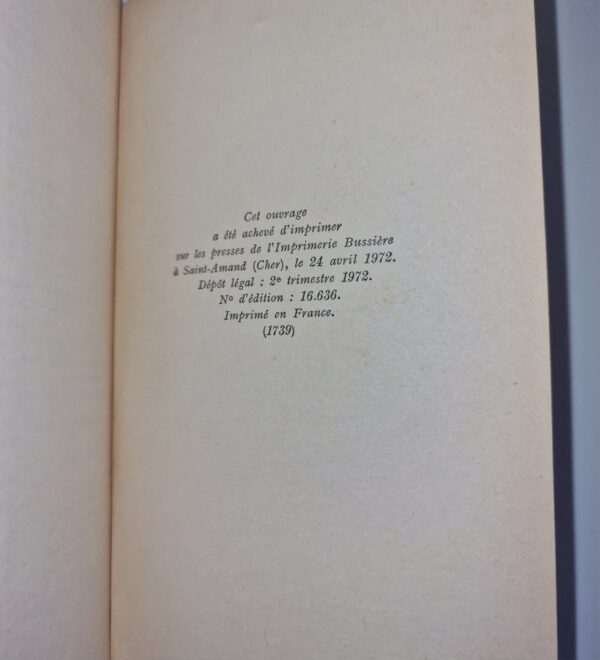 Cet ouvrage
a été achevé d'imprimer
sur les presses de l'Imprimerie Bussière
à Saint-Amand (Cher), le 24 avril 1972.
Dépôt légal : 2e trimestre 1972.
No d'édition : 16.636.
Imprimé en France.
(1739)